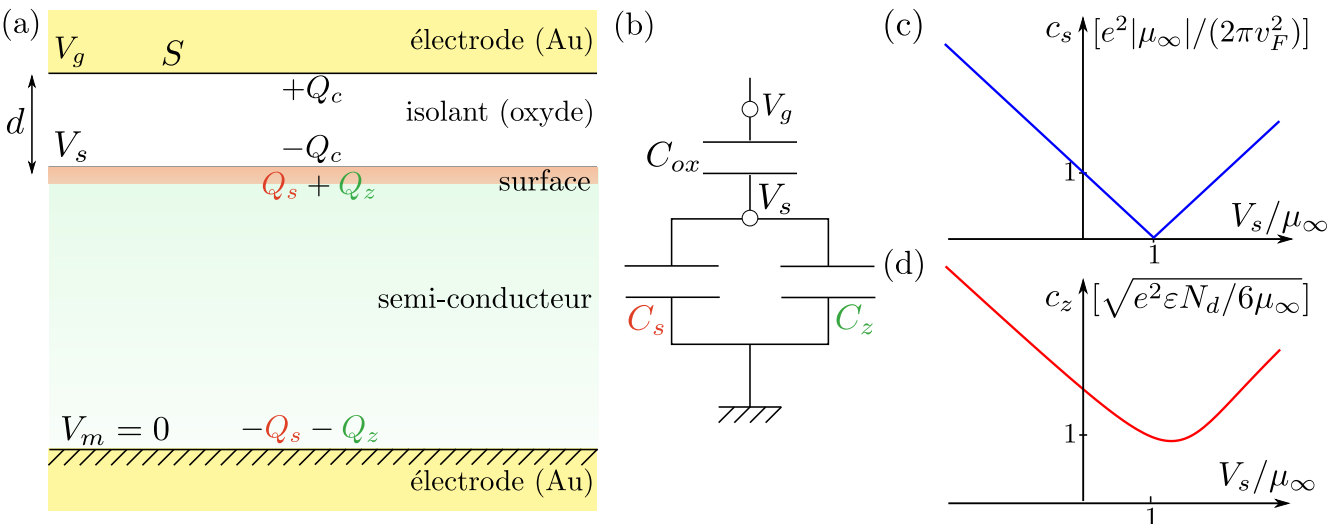 (a)
V_g
S
électrode (Au)
+Q_c
d
isolant (oxyde)
V_s
−Q_c
Q_s + Q_z
surface
semi-conducteur
V_m = 0
−Q_s − Q_z
électrode (Au)
(b)
V_g
C_{ox}
V_s
C_s
C_z
(c)
c_s [e^2|μ_∞|/(2πv_F^2)]
1
V_s/μ_∞
1
(d)
c_z [√(e^2εN_d/6μ_∞)]
1
V_s/μ_∞
1